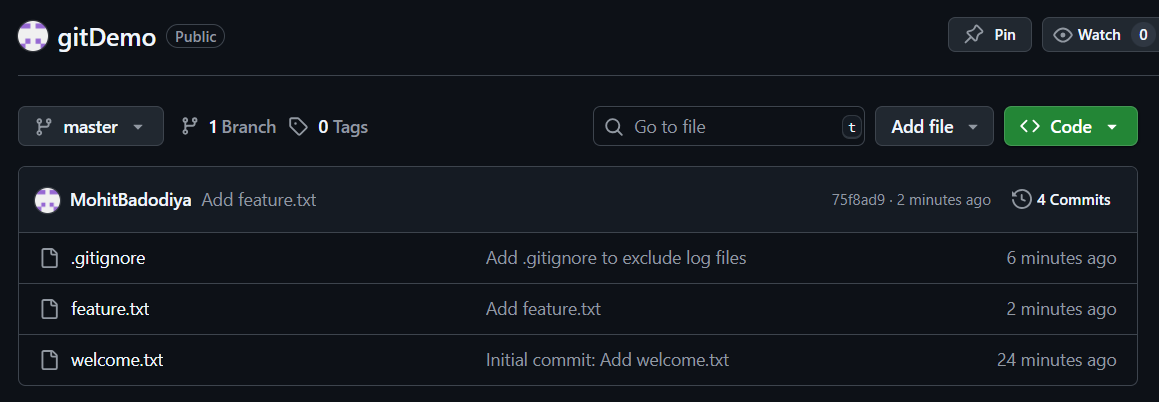 gitDemo Public Pin Watch 0
master 1 Branch 0 Tags Go to file t Add file Code
MohitBadodiya Add feature.txt 75f8ad9 · 2 minutes ago 4 Commits
.gitignore Add .gitignore to exclude log files 6 minutes ago
feature.txt Add feature.txt 2 minutes ago
welcome.txt Initial commit: Add welcome.txt 24 minutes ago